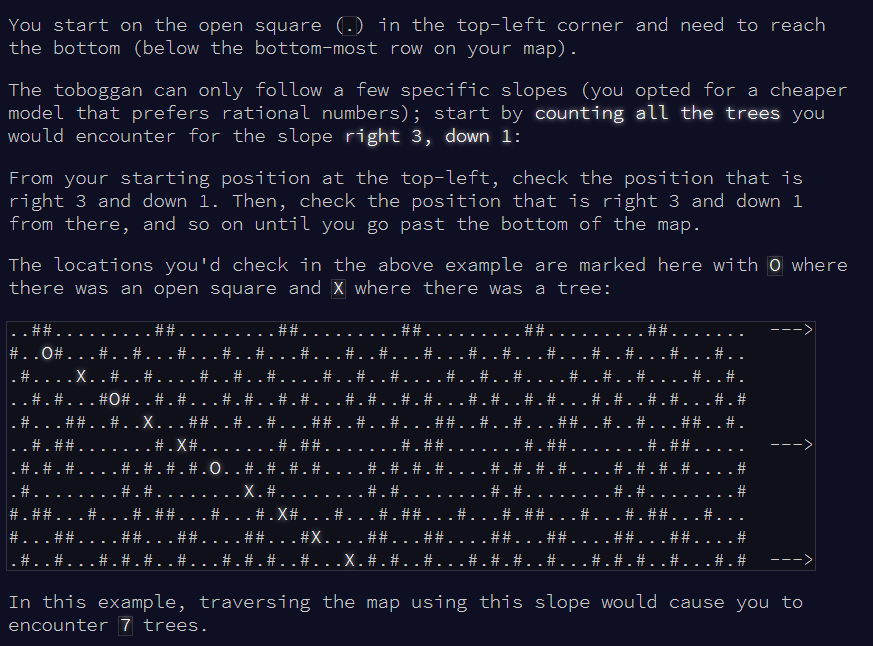 You start on the open square (.) in the top-left corner and need to reach
the bottom (below the bottom-most row on your map).
The toboggan can only follow a few specific slopes (you opted for a cheaper
model that prefers rational numbers); start by counting all the trees you
would encounter for the slope right 3, down 1:
From your starting position at the top-left, check the position that is
right 3 and down 1. Then, check the position that is right 3 and down 1
from there, and so on until you go past the bottom of the map.
The locations you'd check in the above example are marked here with O where
there was an open square and X where there was a tree:
..##.........##.........##.........##.........##.........##.......  --->
#..O#...#..#...#...#..#...#...#..#...#...#..#...#...#..#...#...#..
.#....X..#..#....#..#..#....#..#..#....#..#..#....#..#..#....#..#.
..#.#...#O#..#.#...#.#..#.#...#.#..#.#...#.#..#.#...#.#..#.#...#.#
.#...##..#..X...##..#..#...##..#..#...##..#..#...##..#..#...##..#.
..#.##.......#.X#.......#.##.......#.##.......#.##.......#.##.....  --->
.#.#.#....#.#.#.#.O..#.#.#.#....#.#.#.#....#.#.#.#....#.#.#.#....#
.#........#.#........X.#........#.#........#.#........#.#........#
#.##...#...#.##...#...#.X#...#...#.##...#...#.##...#...#.##...#...
#...##....##...##....##...#X....##...##....##...##....##...##....#
.#..#...#.#.#..#...#.#.#..#...X.#.#..#...#.#.#..#...#.#.#..#...#.#  --->
In this example, traversing the map using this slope would cause you to
encounter 7 trees.